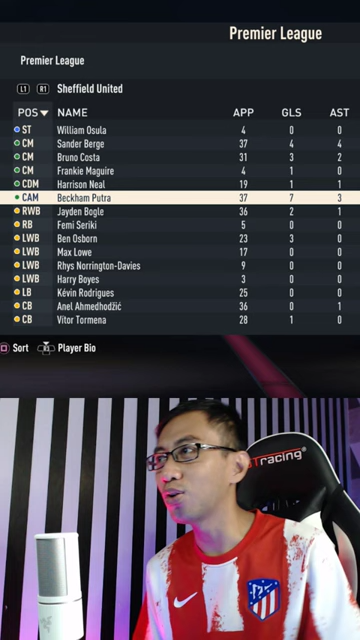 Premier League
Premier League
L1 R1 Sheffield United
POS NAME APP GLS AST
ST William Osula 4 0 0
CM Sander Berge 37 4 4
CM Bruno Costa 31 3 2
CM Frankie Maguire 4 1 0
CDM Harrison Neal 19 1 1
CAM Beckham Putra 37 7 3
RWB Jayden Bogle 36 2 1
RB Femi Seriki 5 0 0
LWB Ben Osborn 23 3 0
LWB Max Lowe 17 0 0
LWB Rhys Norrington-Davies 9 0 0
LWB Harry Boyes 3 0 0
LB Kévin Rodrigues 25 0 0
CB Anel Ahmedhodžić 36 0 1
CB Vitor Tormena 28 1 0
Sort Player Bio
racing